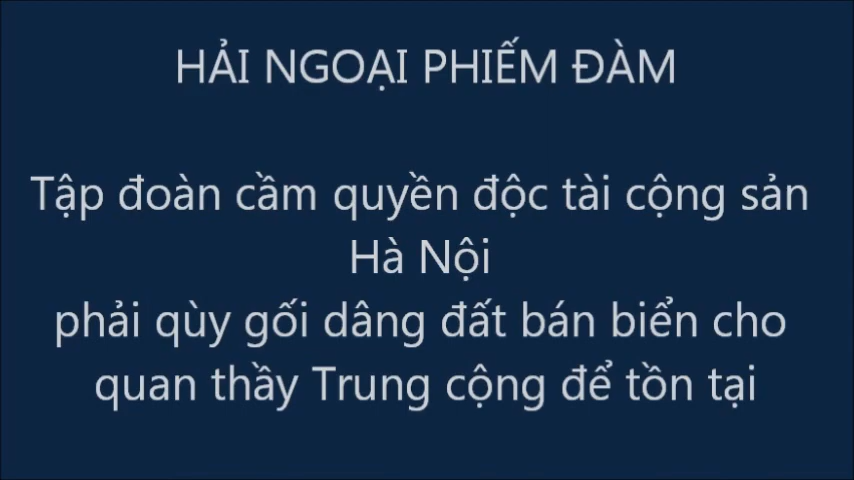 HẢI NGOẠI PHIẾM ĐÀM
Tập đoàn cầm quyền độc tài cộng sản
Hà Nội
phải qùy gối dâng đất bán biển cho
quan thầy Trung cộng để tồn tại